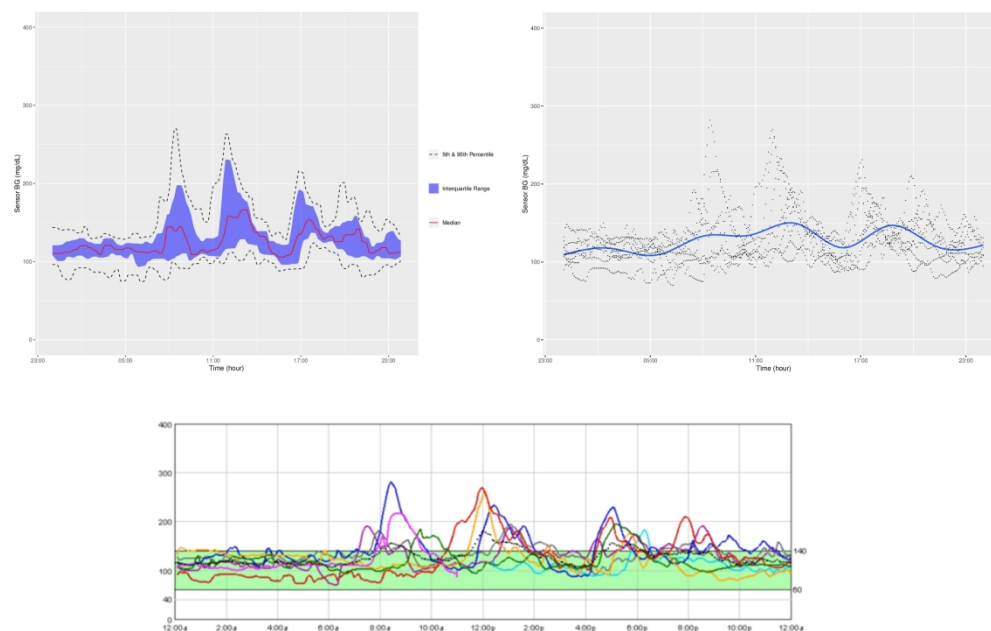 400
300
200
100
0
Sensor BG (mg/dL)
23:00 05:00 11:00 17:00 23:00
Time (hour)
5th & 95th Percentile
Interquartile Range
Median
400
300
200
100
0
Sensor BG (mg/dL)
23:00 05:00 11:00 17:00 23:00
Time (hour)
400
300
200
100
40
0
140
60
12:00a 2:00a 4:00a 6:00a 8:00a 10:00a 12:00p 2:00p 4:00p 6:00p 8:00p 10:00p 12:00a